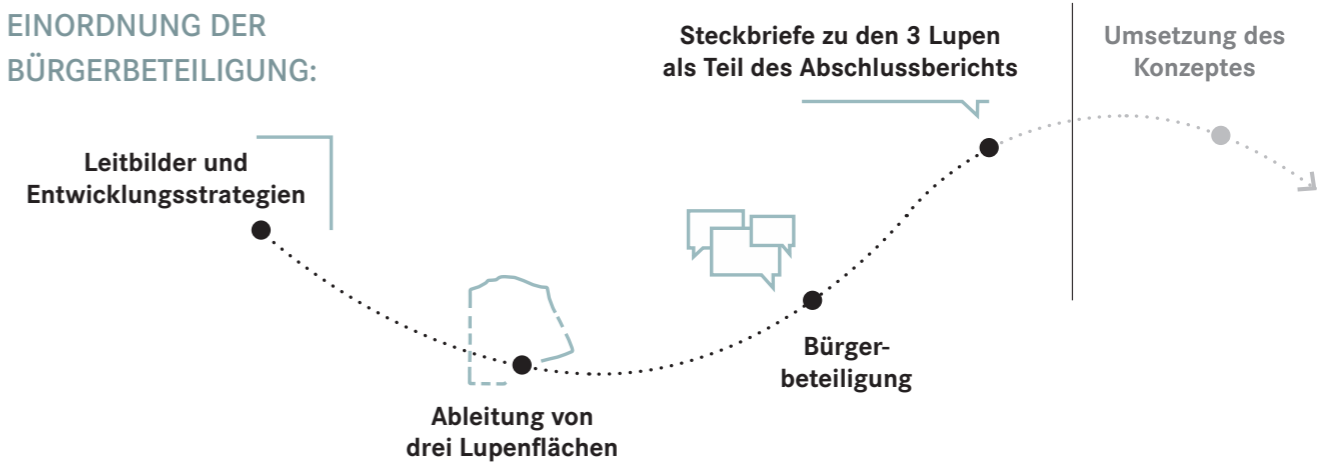 EINORDNUNG DER
BÜRGERBETEILIGUNG:
Leitbilder und
Entwicklungsstrategien
Ableitung von
drei Lupenflächen
Bürger-
beteiligung
Steckbriefe zu den 3 Lupen
als Teil des Abschlussberichts
Umsetzung des
Konzeptes